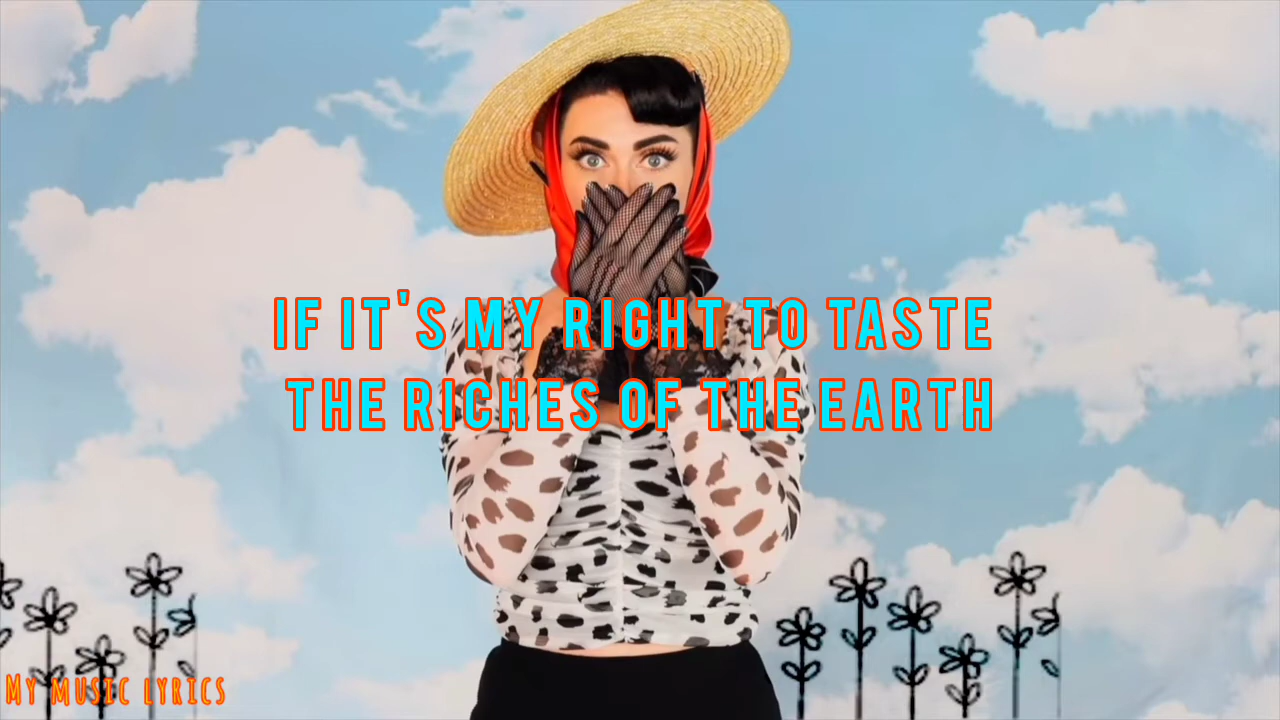 IF IT'S MY RIGHT TO TASTE
THE RICHES OF THE EARTH
My music lyrics